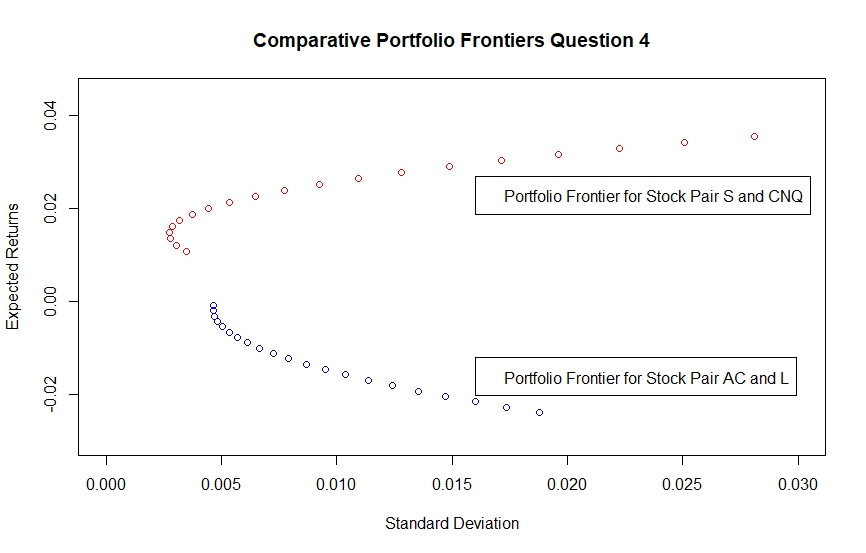 Comparative Portfolio Frontiers Question 4
Expected Returns
0.04
0.02
0.00
-0.02
Portfolio Frontier for Stock Pair S and CNQ
Portfolio Frontier for Stock Pair AC and L
0.000 0.005 0.010 0.015 0.020 0.025 0.030
Standard Deviation